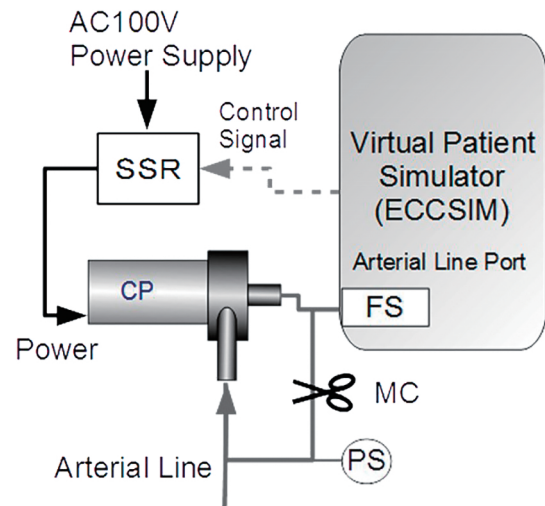 AC100V
Power Supply
Control
Signal
SSR
Virtual Patient
Simulator
(ECCSIM)
Arterial Line Port
FS
CP
Power
MC
Arterial Line
PS